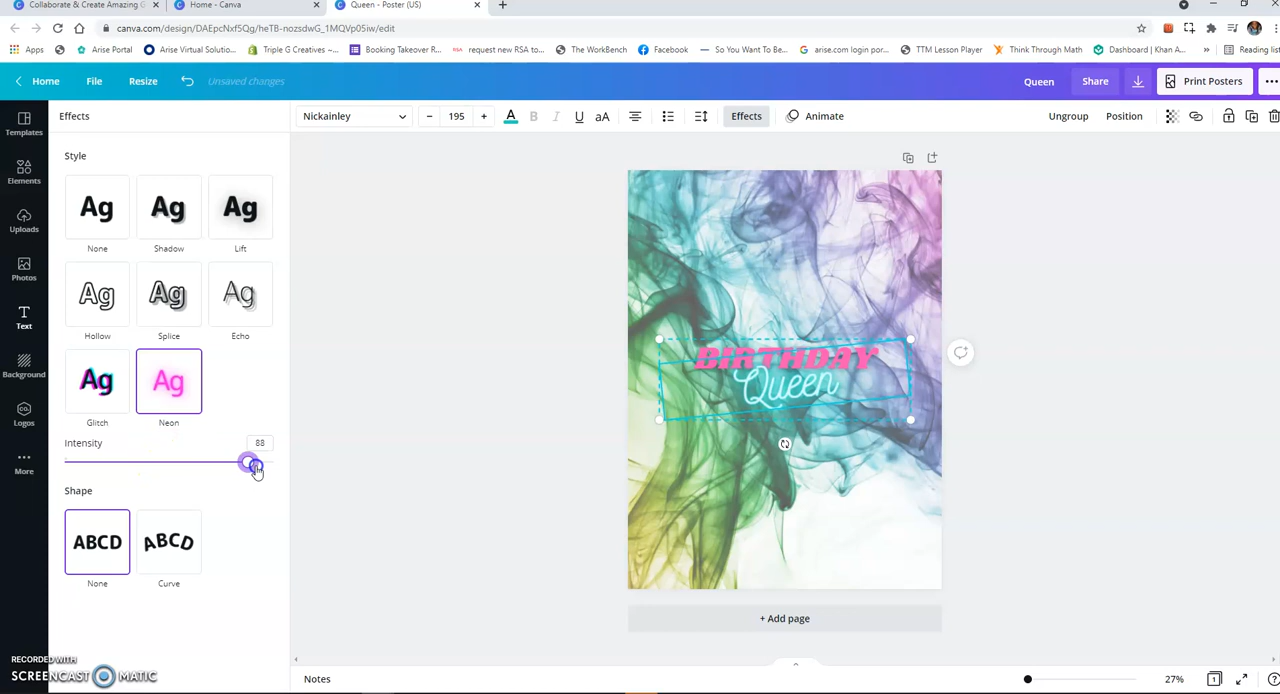 Collaborate & Create Amazing G
Home - Canva
Queen - Poster (US)
canva.com/design/DAEpcNxf5Qg/heTB-nozsdwG_1MQVp05iw/edit
Apps
Arise Portal
Arise Virtual Solutio...
Triple G Creatives ~...
Booking Takeover R...
request new RSA to...
The WorkBench
Facebook
So You Want To Be...
arise.com login por...
TTM Lesson Player
Think Through Math
Dashboard | Khan A...
»
Reading list
Home
File
Resize
Unsaved changes
Queen
Share
Print Posters
Effects
Nickainley
− 195 +
A B I U aA
Effects
Animate
Ungroup
Position
Templates
Elements
Uploads
Photos
Text
Background
CO.
Logos
More
Style
Ag Ag Ag
None Shadow Lift
Ag Ag Ag
Hollow Splice Echo
Ag Ag
Glitch Neon
Intensity 88
Shape
ABCD ABCD
None Curve
BIRTHDAY
Queen
+ Add page
RECORDED WITH
SCREENCAST MATIC
Notes
27%
1
?